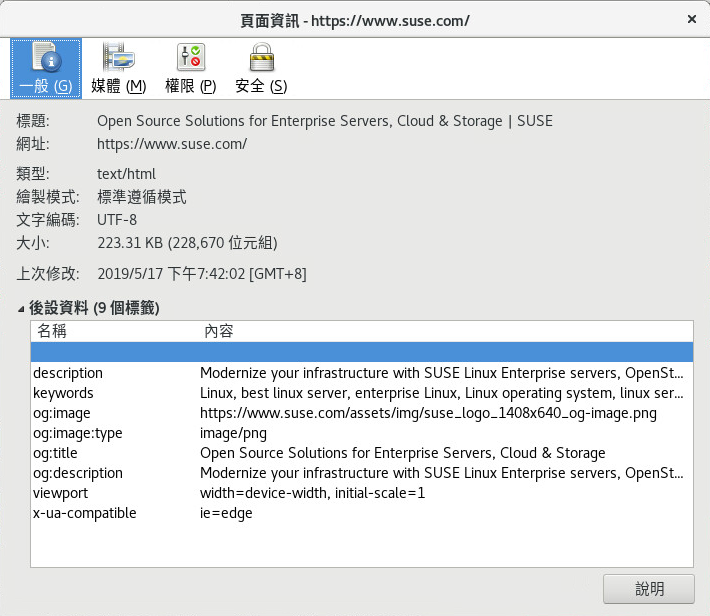 頁面資訊 - https://www.suse.com/
一般 (G) 媒體 (M) 權限 (P) 安全 (S)
標題: Open Source Solutions for Enterprise Servers, Cloud & Storage | SUSE
網址: https://www.suse.com/
類型: text/html
繪製模式: 標準遵循模式
文字編碼: UTF-8
大小: 223.31 KB (228,670 位元組)
上次修改: 2019/5/17 下午7:42:02 [GMT+8]
後設資料 (9 個標籤)
名稱 內容
description Modernize your infrastructure with SUSE Linux Enterprise servers, OpenSt...
keywords Linux, best linux server, enterprise Linux, Linux operating system, linux ser...
og:image https://www.suse.com/assets/img/suse_logo_1408x640_og-image.png
og:image:type image/png
og:title Open Source Solutions for Enterprise Servers, Cloud & Storage
og:description Modernize your infrastructure with SUSE Linux Enterprise servers, OpenSt...
viewport width=device-width, initial-scale=1
x-ua-compatible ie=edge
說明